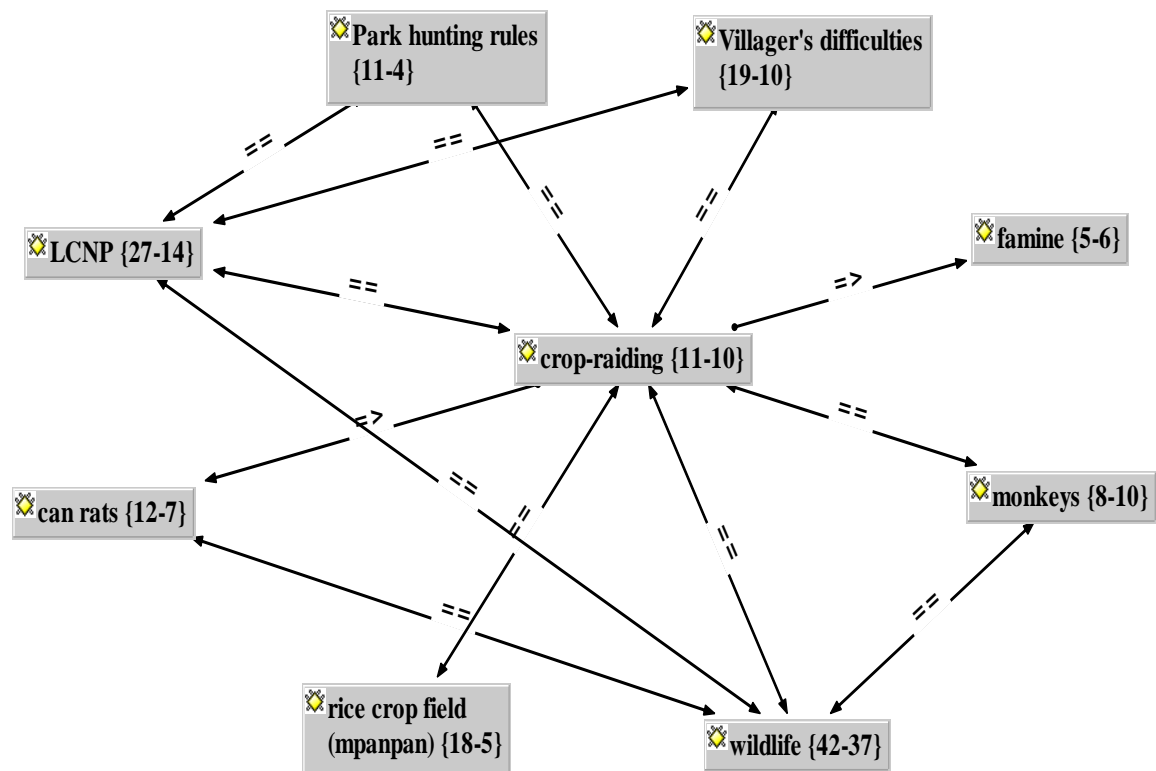 Park hunting rules
{11-4}
Villager's difficulties
{19-10}
==
==
==
==
LCNP {27-14}
famine {5-6}
==
=>
crop-raiding {11-10}
=>
==
==
can rats {12-7}
monkeys {8-10}
==
==
==
==
rice crop field
(mpanpan) {18-5}
wildlife {42-37}